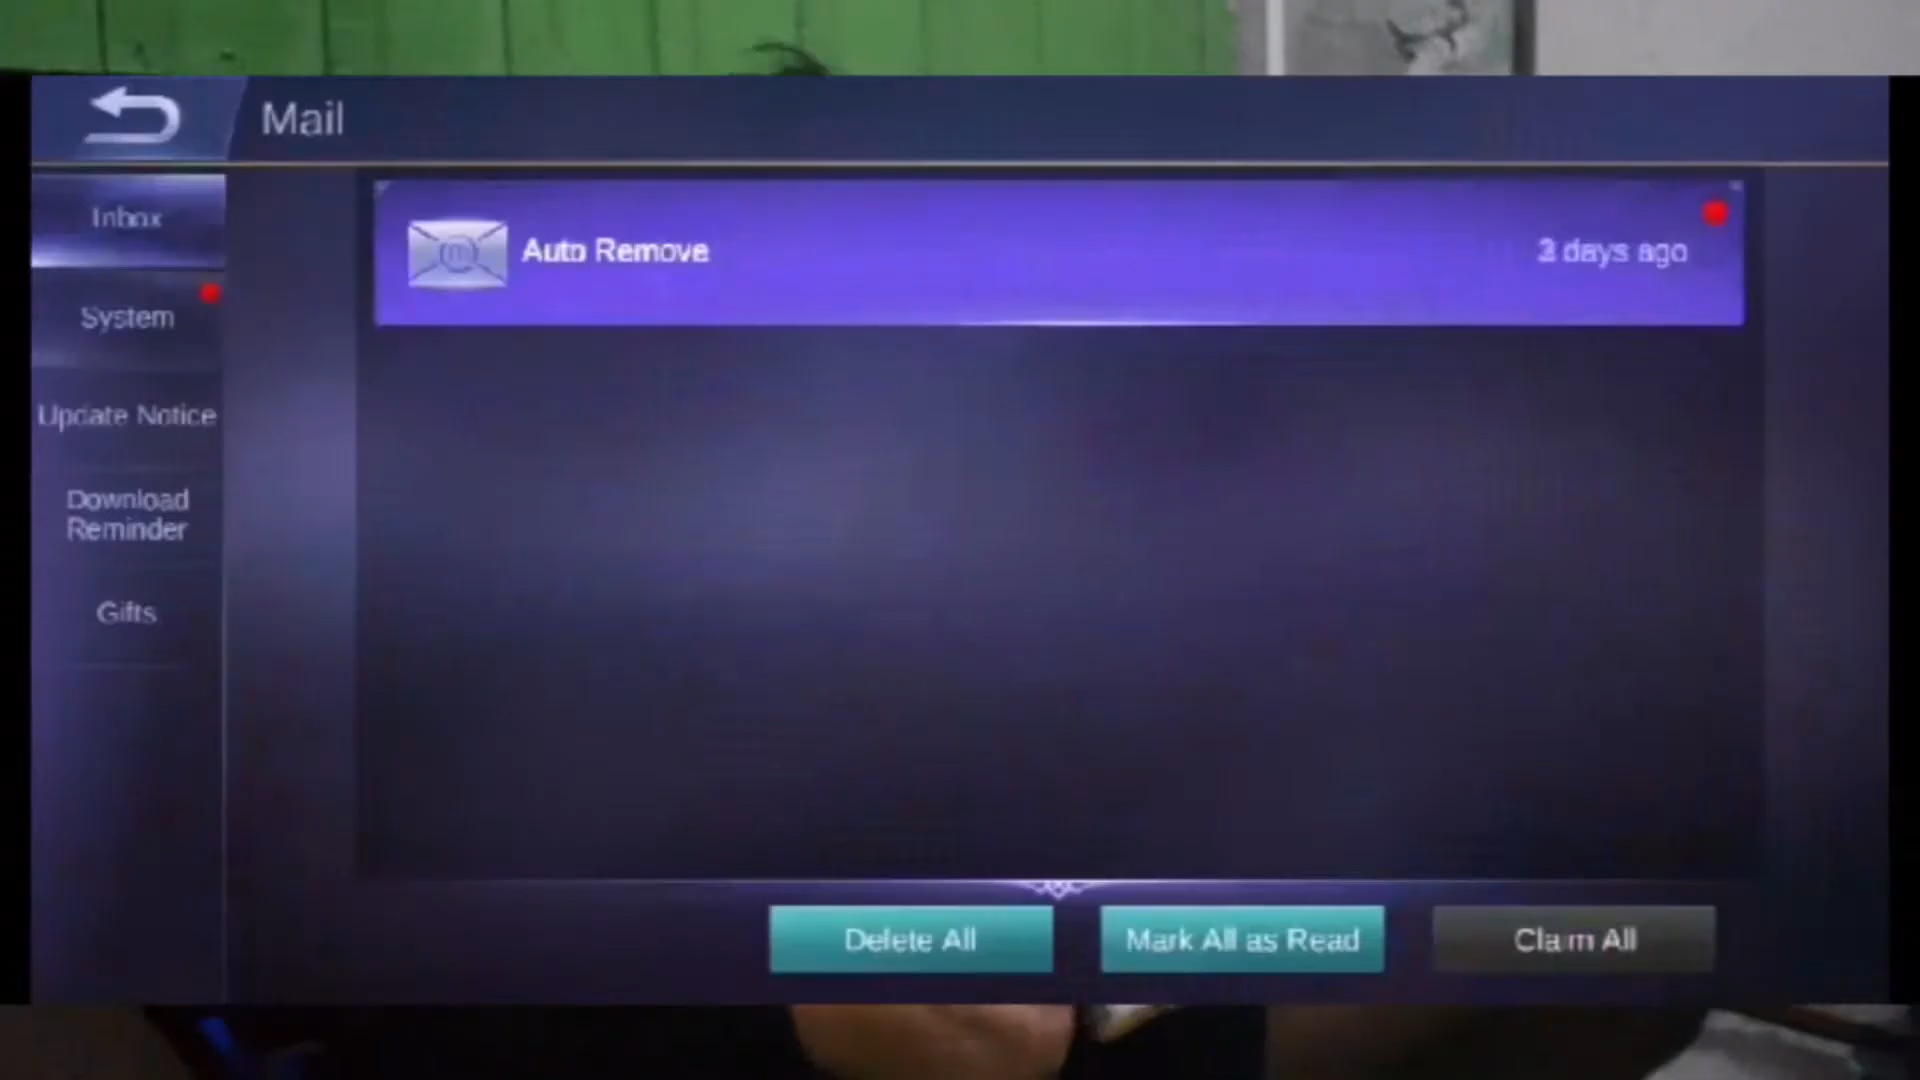 Mail
Inbox
Auto Remove
3 days ago
System
Update Notice
Download
Reminder
Gifts
Delete All
Mark All as Read
Claim All